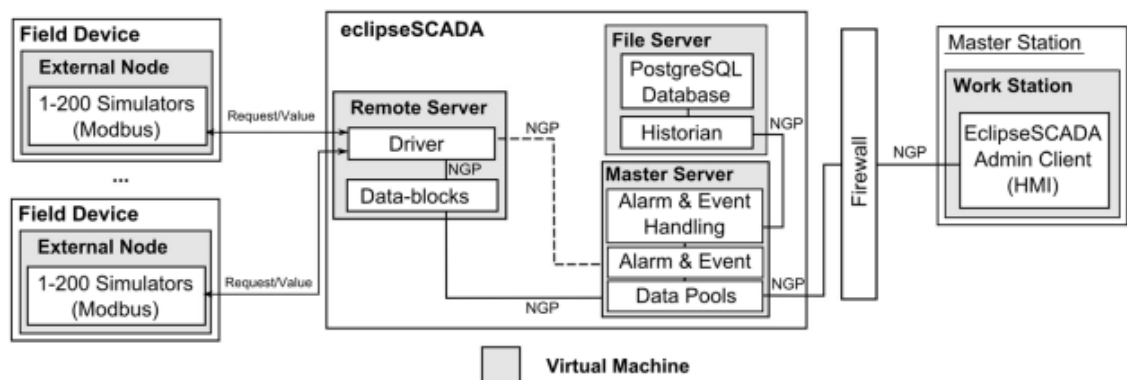 Field Device
External Node
1-200 Simulators
(Modbus)
...
Field Device
External Node
1-200 Simulators
(Modbus)
Request/Value
Request/Value
eclipseSCADA
Remote Server
Driver
NGP
Data-blocks
NGP
NGP
File Server
PostgreSQL
Database
Historian
NGP
Master Server
Alarm & Event
Handling
Alarm & Event
Data Pools
NGP
Firewall
NGP
Master Station
Work Station
EclipseSCADA
Admin Client
(HMI)
Virtual Machine